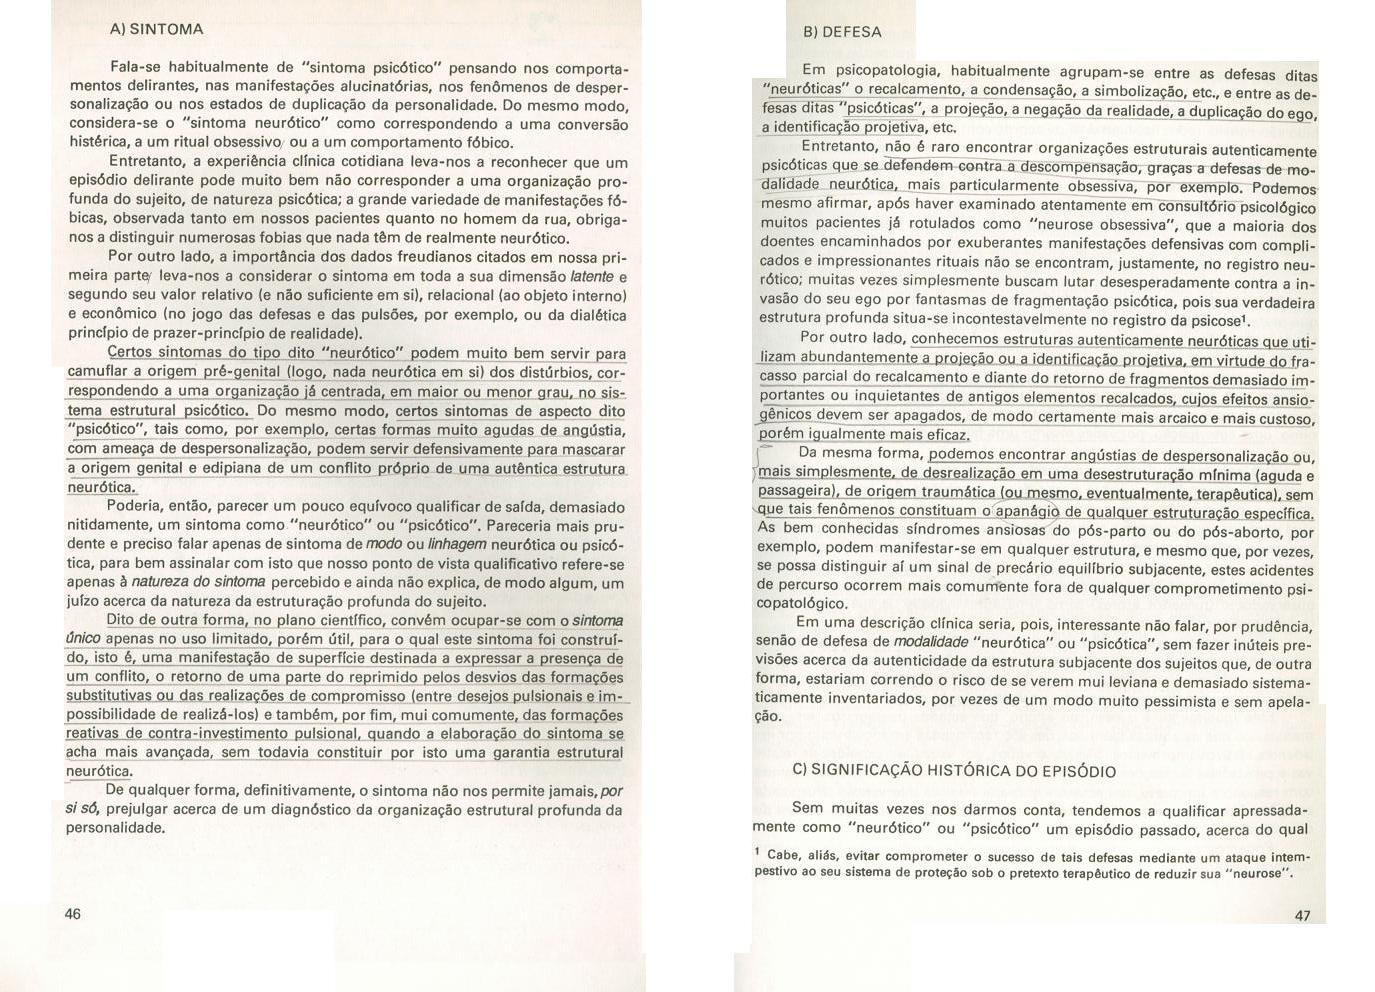 A) SINTOMA
Fala-se habitualmente de "sintoma psicótico" pensando nos comporta-
mentos delirantes, nas manifestações alucinatórias, nos fenômenos de desper-
sonalização ou nos estados de duplicação da personalidade. Do mesmo modo,
considera-se o "sintoma neurótico" como correspondendo a uma conversão
histérica, a um ritual obsessivo, ou a um comportamento fóbico.
Entretanto, a experiência clínica cotidiana leva-nos a reconhecer que um
episódio delirante pode muito bem não corresponder a uma organização pro-
funda do sujeito, de natureza psicótica; a grande variedade de manifestações fó-
bicas, observada tanto em nossos pacientes quanto no homem da rua, obriga-
nos a distinguir numerosas fobias que nada têm de realmente neurótico.
Por outro lado, a importância dos dados freudianos citados em nossa pri-
meira parte, leva-nos a considerar o sintoma em toda a sua dimensão latente e
segundo seu valor relativo (e não suficiente em si), relacional (ao objeto interno)
e econômico (no jogo das defesas e das pulsões, por exemplo, ou da dialética
princípio de prazer-princípio de realidade).
Certos sintomas do tipo dito "neurótico" podem muito bem servir para
camuflar a origem pré-genital (logo, nada neurótica em si) dos distúrbios, cor-
respondendo a uma organização já centrada, em maior ou menor grau, no sis-
tema estrutural psicótico. Do mesmo modo, certos sintomas de aspecto dito
"psicótico", tais como, por exemplo, certas formas muito agudas de angústia,
com ameaça de despersonalização, podem servir defensivamente para mascarar
a origem genital e edipiana de um conflito próprio de uma autêntica estrutura
neurótica.
Poderia, então, parecer um pouco equívoco qualificar de saída, demasiado
nitidamente, um sintoma como "neurótico" ou "psicótico". Pareceria mais pru-
dente e preciso falar apenas de sintoma de modo ou linhagem neurótica ou psicó-
tica, para bem assinalar com isto que nosso ponto de vista qualificativo refere-se
apenas à natureza do sintoma percebido e ainda não explica, de modo algum, um
juízo acerca da natureza da estruturação profunda do sujeito.
Dito de outra forma, no plano científico, convém ocupar-se com o sintoma
único apenas no uso limitado, porém útil, para o qual este sintoma foi construí-
do, isto é, uma manifestação de superfície destinada a expressar a presença de
um conflito, o retorno de uma parte do reprimido pelos desvios das formações
substitutivas ou das realizações de compromisso (entre desejos pulsionais e im-
possibilidade de realizá-los) e também, por fim, mui comumente, das formações
reativas de contra-investimento pulsional, quando a elaboração do sintoma se
acha mais avançada, sem todavia constituir por isto uma garantia estrutural
neurótica.
De qualquer forma, definitivamente, o sintoma não nos permite jamais, por
si só, prejulgar acerca de um diagnóstico da organização estrutural profunda da
personalidade.
46
B) DEFESA
Em psicopatologia, habitualmente agrupam-se entre as defesas ditas
"neuróticas" o recalcamento, a condensação, a simbolização, etc., e entre as de-
fesas ditas "psicóticas", a projeção, a negação da realidade, a duplicação do ego,
a identificação projetiva, etc.
Entretanto, não é raro encontrar organizações estruturais autenticamente
psicóticas que se defendem contra a descompensação, graças a defesas de mo-
dalidade neurótica, mais particularmente obsessiva, por exemplo. Podemos
mesmo afirmar, após haver examinado atentamente em consultório psicológico
muitos pacientes já rotulados como "neurose obsessiva", que a maioria dos
doentes encaminhados por exuberantes manifestações defensivas com compli-
cados e impressionantes rituais não se encontram, justamente, no registro neu-
rótico; muitas vezes simplesmente buscam lutar desesperadamente contra a in-
vasão do seu ego por fantasmas de fragmentação psicótica, pois sua verdadeira
estrutura profunda situa-se incontestavelmente no registro da psicose¹.
Por outro lado, conhecemos estruturas autenticamente neuróticas que uti-
lizam abundantemente a projeção ou a identificação projetiva, em virtude do fra-
casso parcial do recalcamento e diante do retorno de fragmentos demasiado im-
portantes ou inquietantes de antigos elementos recalcados, cujos efeitos ansio-
gênicos devem ser apagados, de modo certamente mais arcaico e mais custoso,
porém igualmente mais eficaz.
Da mesma forma, podemos encontrar angústias de despersonalização ou,
mais simplesmente, de desrealização em uma desestruturação mínima (aguda e
passageira), de origem traumática (ou mesmo, eventualmente, terapêutica), sem
que tais fenômenos constituam o apanágio de qualquer estruturação específica.
As bem conhecidas síndromes ansiosas do pós-parto ou do pós-aborto, por
exemplo, podem manifestar-se em qualquer estrutura, e mesmo que, por vezes,
se possa distinguir aí um sinal de precário equilíbrio subjacente, estes acidentes
de percurso ocorrem mais comumente fora de qualquer comprometimento psi-
copatológico.
Em uma descrição clínica seria, pois, interessante não falar, por prudência,
senão de defesa de modalidade "neurótica" ou "psicótica", sem fazer inúteis pre-
visões acerca da autenticidade da estrutura subjacente dos sujeitos que, de outra
forma, estariam correndo o risco de se verem mui leviana e demasiado sistema-
ticamente inventariados, por vezes de um modo muito pessimista e sem apela-
ção.
C) SIGNIFICAÇÃO HISTÓRICA DO EPISÓDIO
Sem muitas vezes nos darmos conta, tendemos a qualificar apressada-
mente como "neurótico" ou "psicótico" um episódio passado, acerca do qual
¹ Cabe, aliás, evitar comprometer o sucesso de tais defesas mediante um ataque intem-
pestivo ao seu sistema de proteção sob o pretexto terapêutico de reduzir sua "neurose".
47